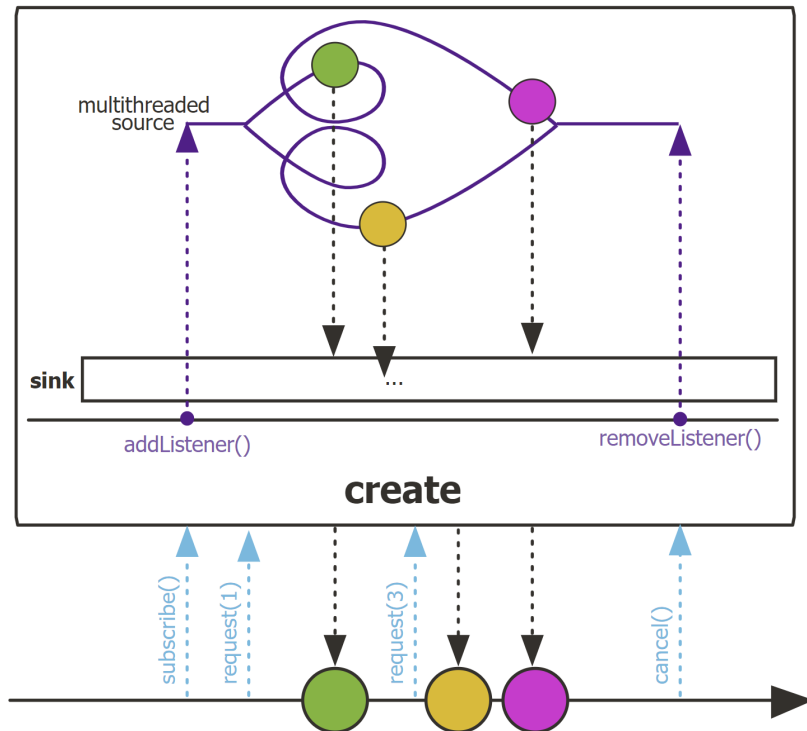 multithreaded
source
sink
...
addListener()
removeListener()
create
subscribe()
request(1)
request(3)
cancel()